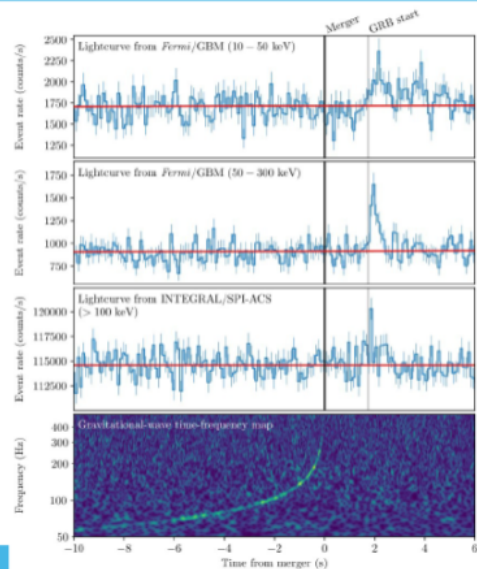 Merger GRB start
Lightcurve from Fermi/GBM (10 − 50 keV)
Event rate (counts/s)
2500
2250
2000
1750
1500
1250
Lightcurve from Fermi/GBM (50 − 300 keV)
Event rate (counts/s)
1750
1500
1250
1000
750
Lightcurve from INTEGRAL/SPI-ACS
(> 100 keV)
Event rate (counts/s)
120000
117500
115000
112500
Gravitational-wave time-frequency map
Frequency (Hz)
400
300
200
100
50
−10 −8 −6 −4 −2 0 2 4 6
Time from merger (s)